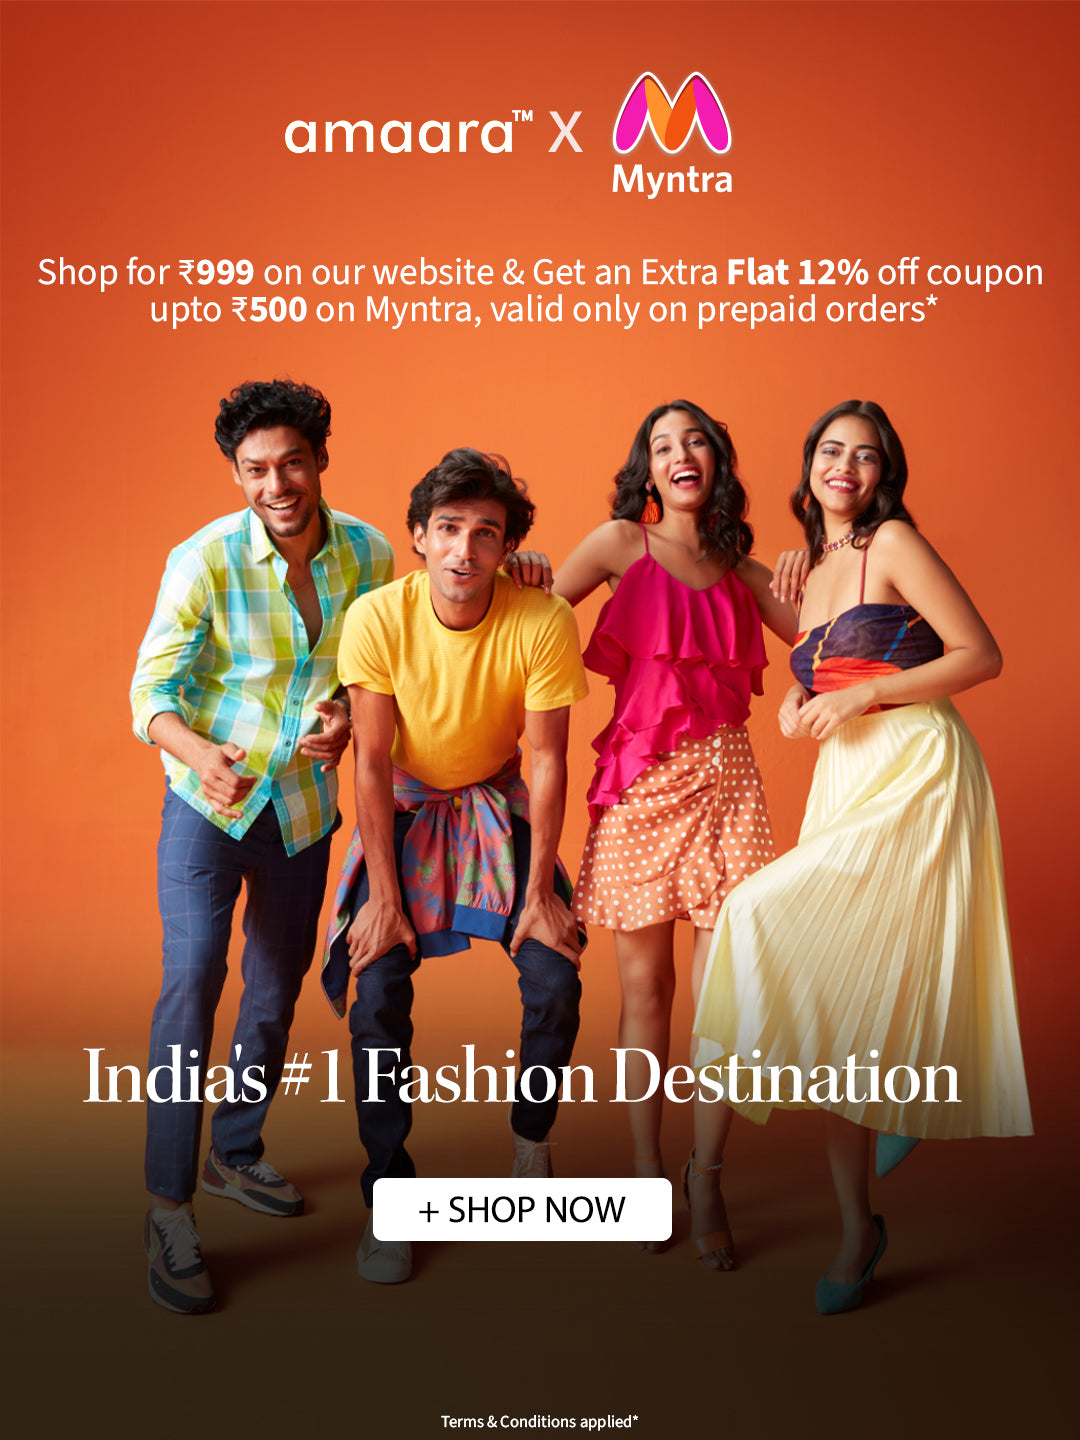 amaara™ X Myntra
Shop for ₹999 on our website & Get an Extra Flat 12% off coupon
upto ₹500 on Myntra, valid only on prepaid orders*
India's #1 Fashion Destination
+ SHOP NOW
Terms & Conditions applied*